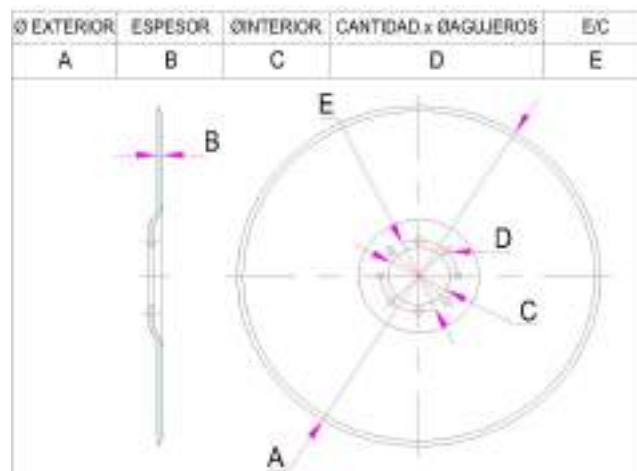 Ø EXTERIOR ESPESOR ØINTERIOR CANTIDAD x ØAGUJEROS E/C
A B C D E
E
B
D
C
A